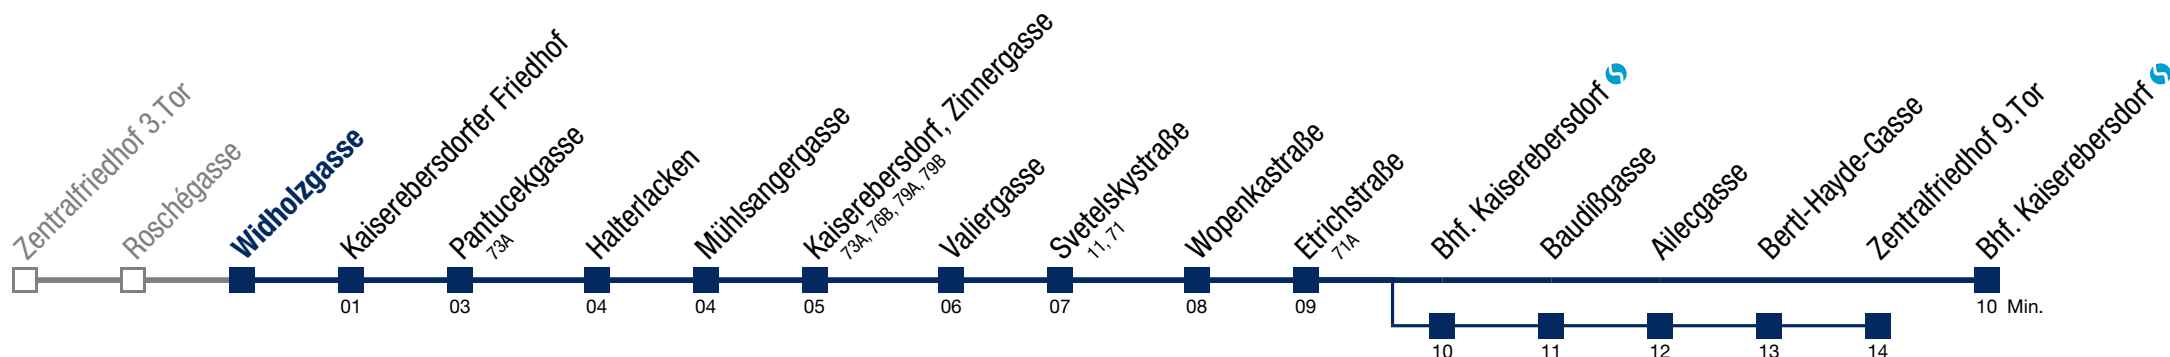 Zentralfriedhof 3.Tor
Roschégasse
Widholzgasse
Kaiserebersdorfer Friedhof
Pantucekgasse
73A
Halterlacken
Mühlsangergasse
Kaiserebersdorf, Zinnergasse
73A, 76B, 79A, 79B
Valiergasse
Svetelskystraße
11, 71
Wopenkastraße
Etrichstraße
71A
Bhf. Kaiserebersdorf
Baudißgasse
Ailecgasse
Bertl-Hayde-Gasse
Zentralfriedhof 9.Tor
Bhf. Kaiserebersdorf
01 03 04 04 05 06 07 08 09 10 Min.
10 11 12 13 14